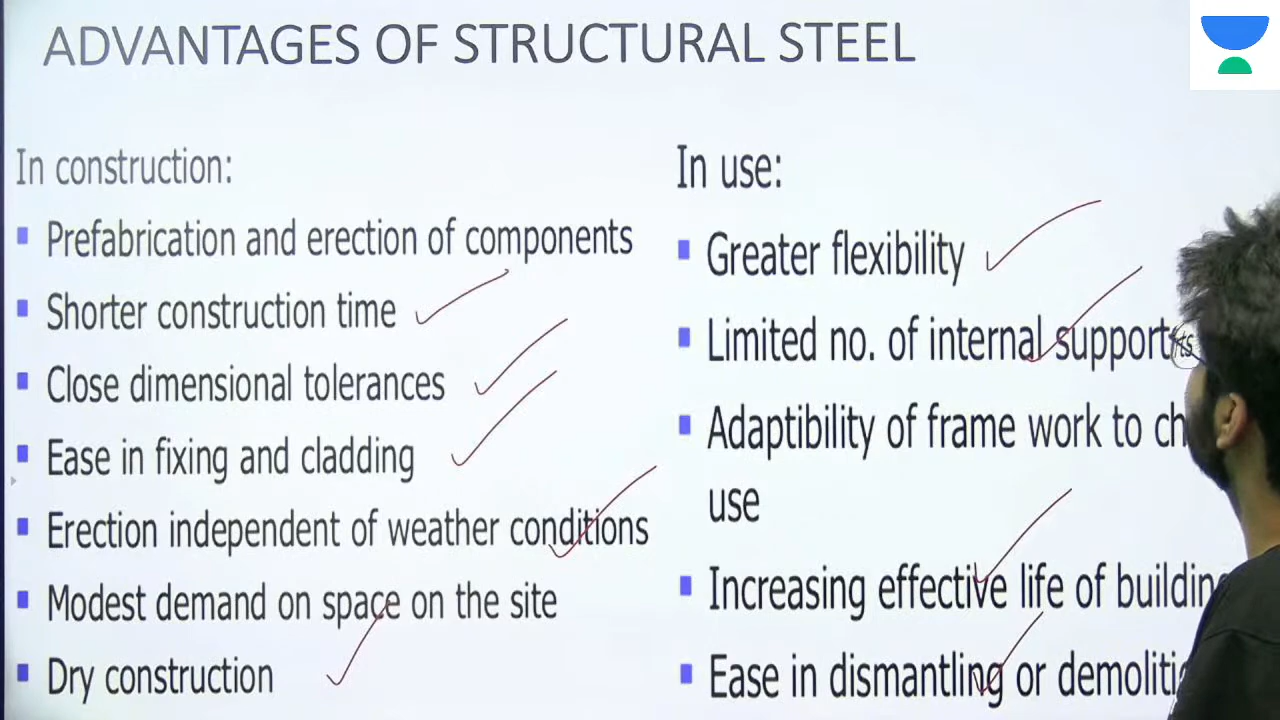 ADVANTAGES OF STRUCTURAL STEEL
In construction:
Prefabrication and erection of components
Shorter construction time
Close dimensional tolerances
Ease in fixing and cladding
Erection independent of weather conditions
Modest demand on space on the site
Dry construction
In use:
Greater flexibility
Limited no. of internal supports
Adaptibility of frame work to
use
Increasing effective life of
Ease in dismantling or